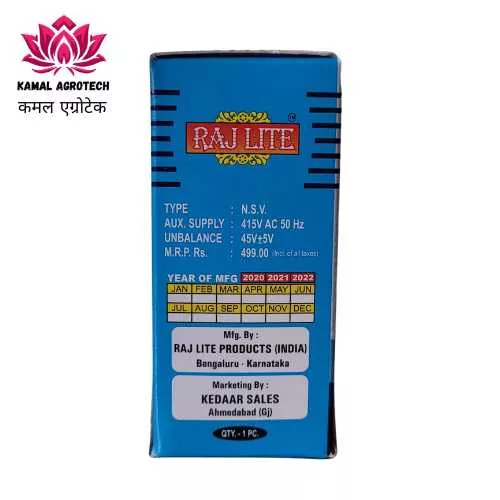 KAMAL AGROTECH
कमल एग्रोटेक
RAJ LITE
TYPE : N.S.V.
AUX. SUPPLY : 415V AC 50 Hz
UNBALANCE : 45V±5V
M.R.P. Rs. : 499.00 (Incl. of all taxes)
YEAR OF MFG 2020 2021 2022
JAN FEB MAR APR MAY JUN
JUL AUG SEP OCT NOV DEC
Mfg. By :
RAJ LITE PRODUCTS (INDIA)
Bengaluru - Karnataka
Marketing By :
KEDAAR SALES
Ahmedabad (Gj)
QTY. - 1 PC.